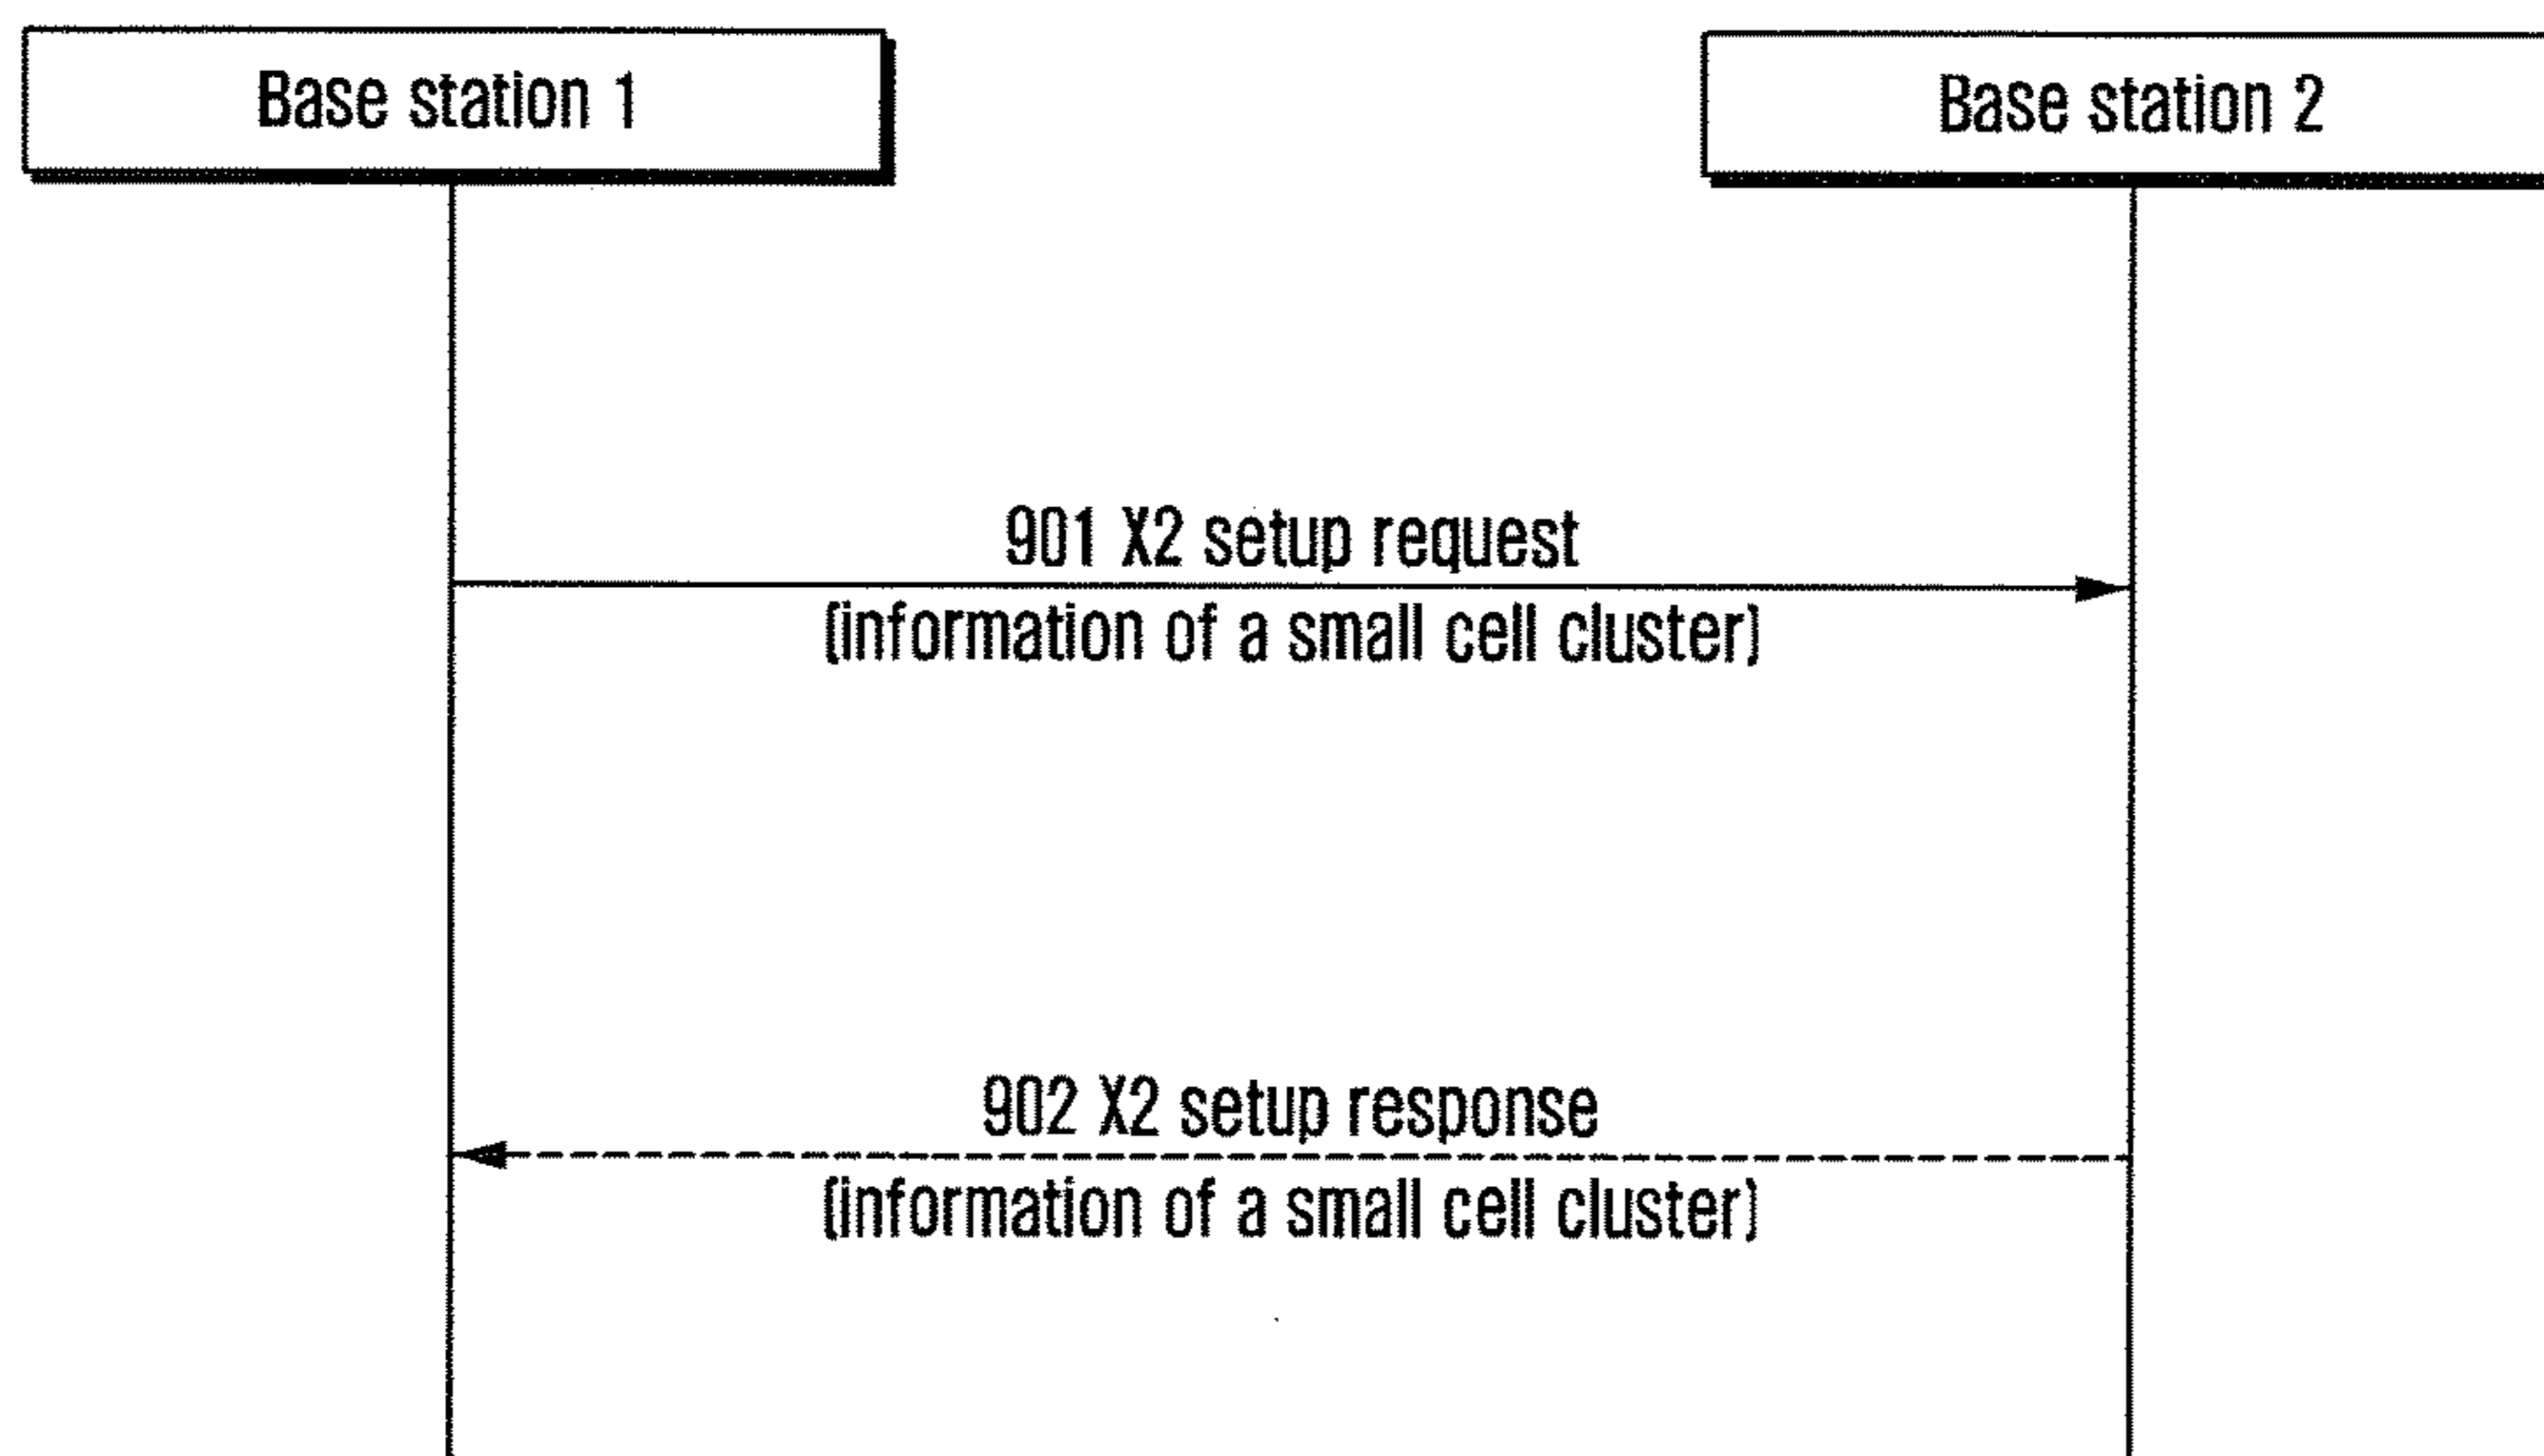 Base station 1
Base station 2
901 X2 setup request
(information of a small cell cluster)
902 X2 setup response
(information of a small cell cluster)